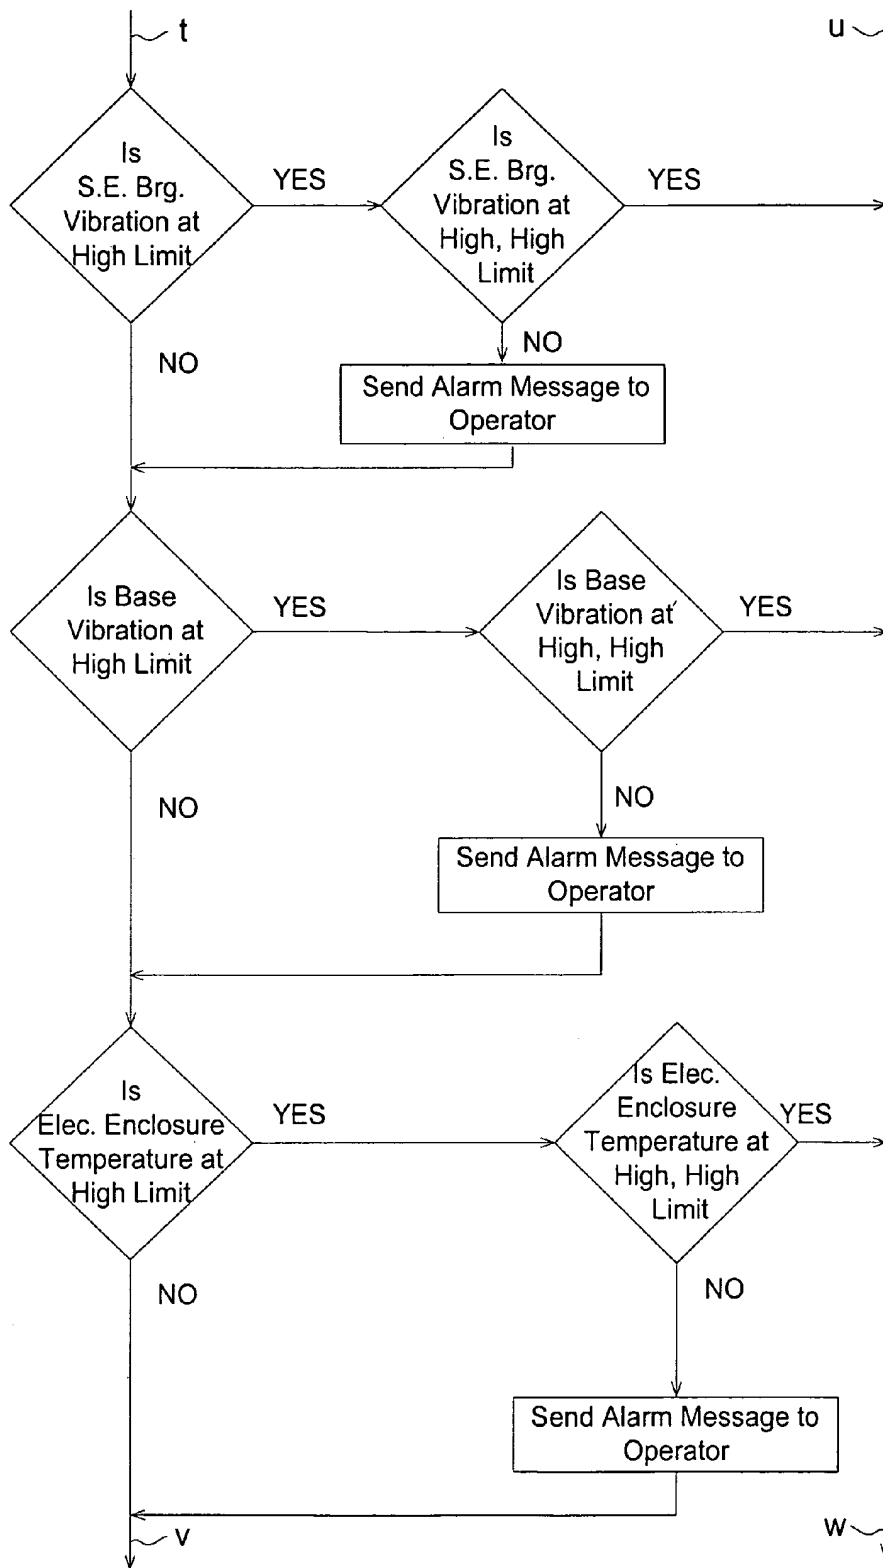 t
u
Is
S.E. Brg.
Vibration at
High Limit
YES
Is
S.E. Brg.
Vibration at
High, High
Limit
YES
NO
NO
Send Alarm Message to
Operator
Is Base
Vibration at
High Limit
YES
Is Base
Vibration at
High, High
Limit
YES
NO
NO
Send Alarm Message to
Operator
Is
Elec. Enclosure
Temperature at
High Limit
YES
Is Elec.
Enclosure
Temperature at
High, High
Limit
YES
NO
NO
Send Alarm Message to
Operator
v
w